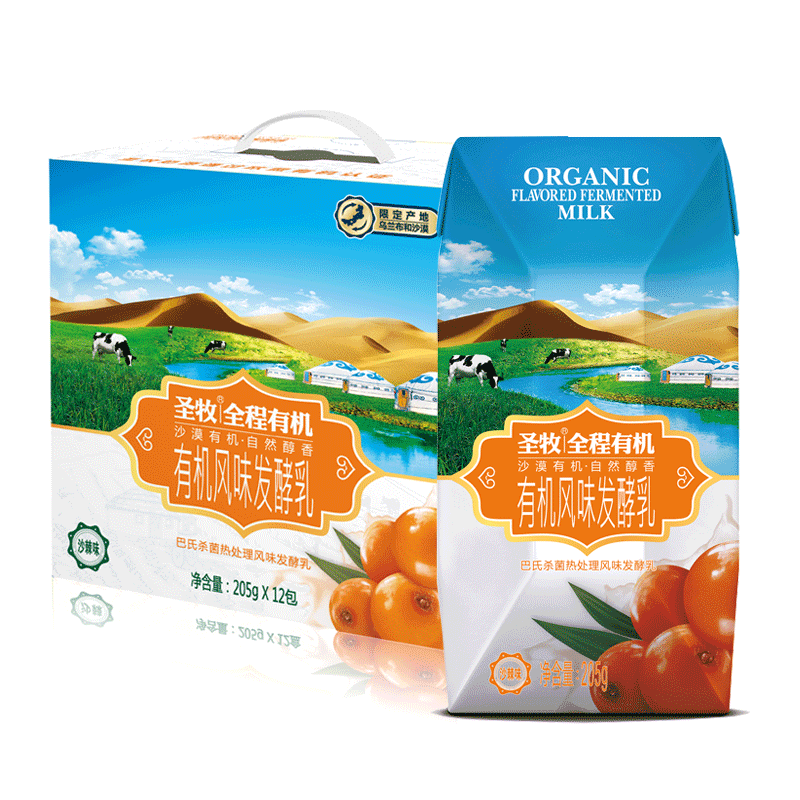 限定产地
乌兰布和沙漠
圣牧®全程有机
沙漠有机·自然醇香
有机风味发酵乳
沙棘味
巴氏杀菌热处理风味发酵乳
净含量：205g X 12包
ORGANIC
FLAVORED FERMENTED
MILK
圣牧®全程有机
沙漠有机·自然醇香
有机风味发酵乳
巴氏杀菌热处理风味发酵乳
沙棘味
净含量：205g